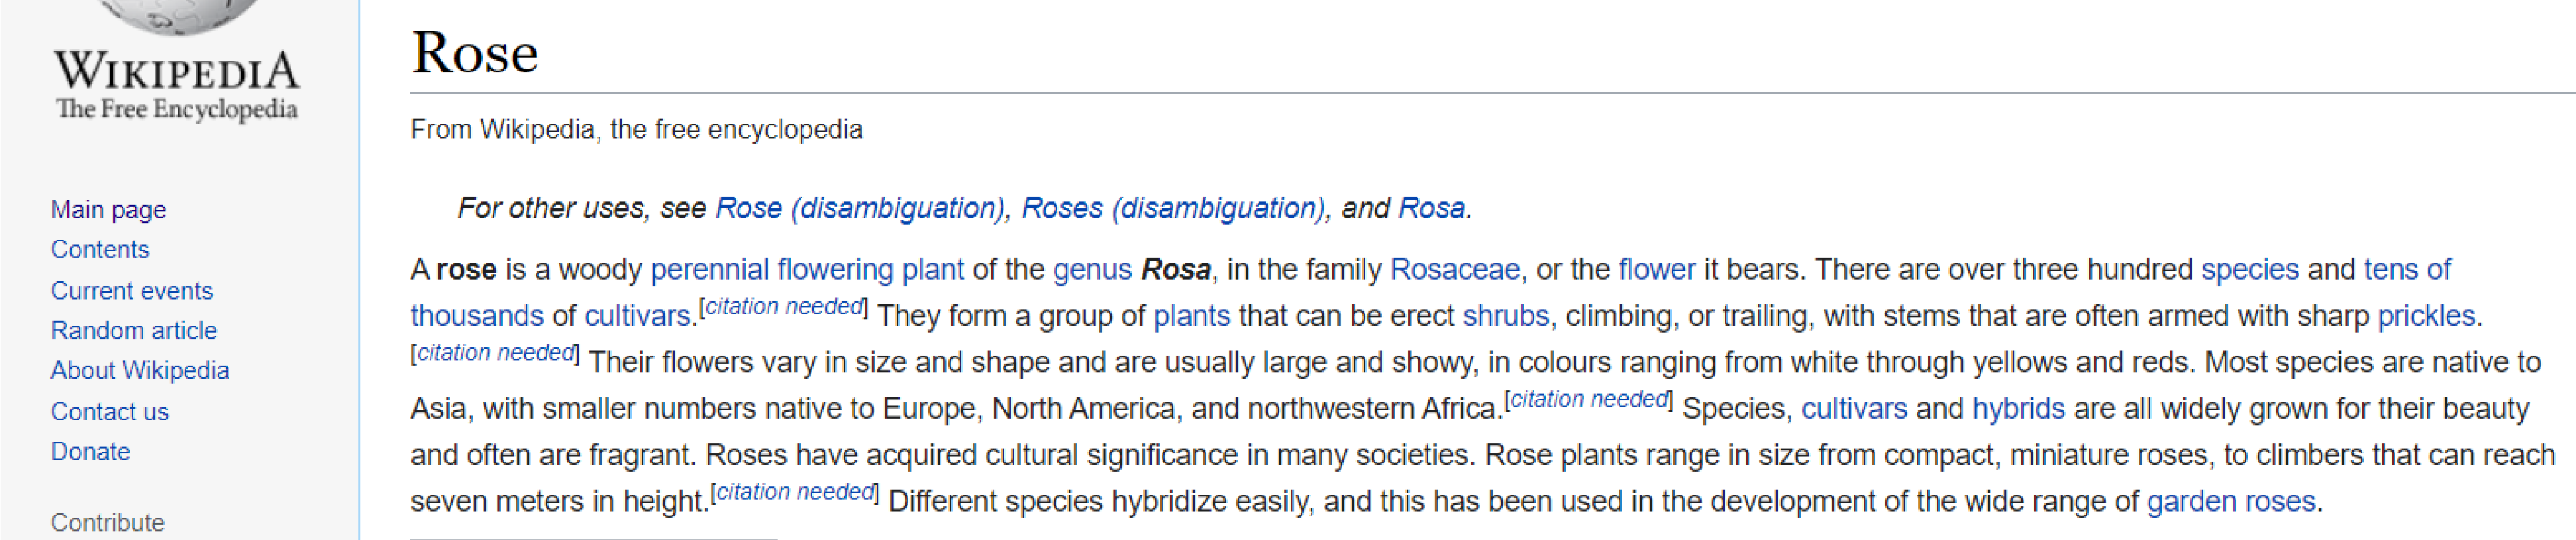 WIKIPEDIA
The Free Encyclopedia
Main page
Contents
Current events
Random article
About Wikipedia
Contact us
Donate
Contribute
Rose
From Wikipedia, the free encyclopedia
For other uses, see Rose (disambiguation), Roses (disambiguation), and Rosa.
A rose is a woody perennial flowering plant of the genus Rosa, in the family Rosaceae, or the flower it bears. There are over three hundred species and tens of
thousands of cultivars.[citation needed] They form a group of plants that can be erect shrubs, climbing, or trailing, with stems that are often armed with sharp prickles.
[citation needed] Their flowers vary in size and shape and are usually large and showy, in colours ranging from white through yellows and reds. Most species are native to
Asia, with smaller numbers native to Europe, North America, and northwestern Africa.[citation needed] Species, cultivars and hybrids are all widely grown for their beauty
and often are fragrant. Roses have acquired cultural significance in many societies. Rose plants range in size from compact, miniature roses, to climbers that can reach
seven meters in height.[citation needed] Different species hybridize easily, and this has been used in the development of the wide range of garden roses.